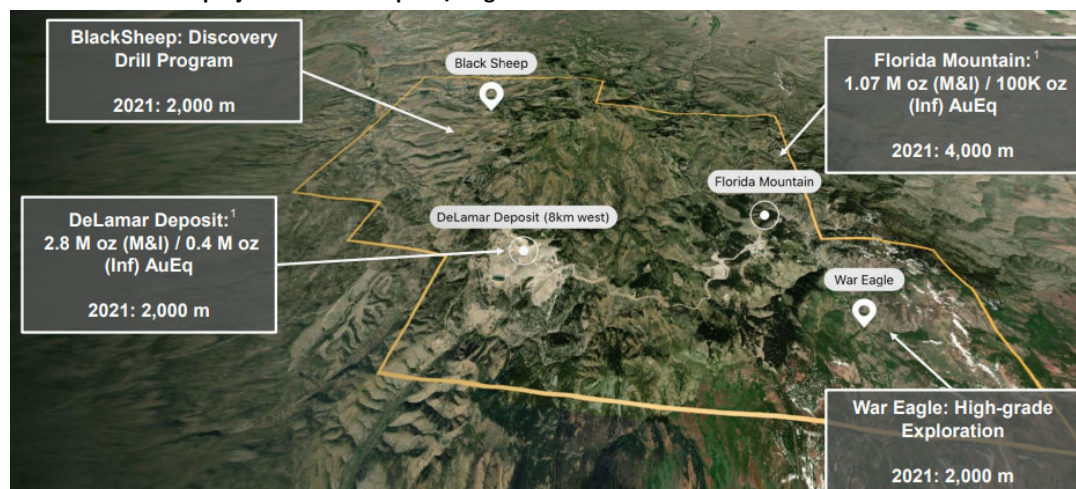 BlackSheep: Discovery
Drill Program
2021: 2,000 m
Black Sheep
Florida Mountain:1
1.07 M oz (M&I) / 100K oz
(Inf) AuEq
2021: 4,000 m
Florida Mountain
DeLamar Deposit (8km west)
DeLamar Deposit:1
2.8 M oz (M&I) / 0.4 M oz
(Inf) AuEq
2021: 2,000 m
War Eagle
War Eagle: High-grade
Exploration
2021: 2,000 m